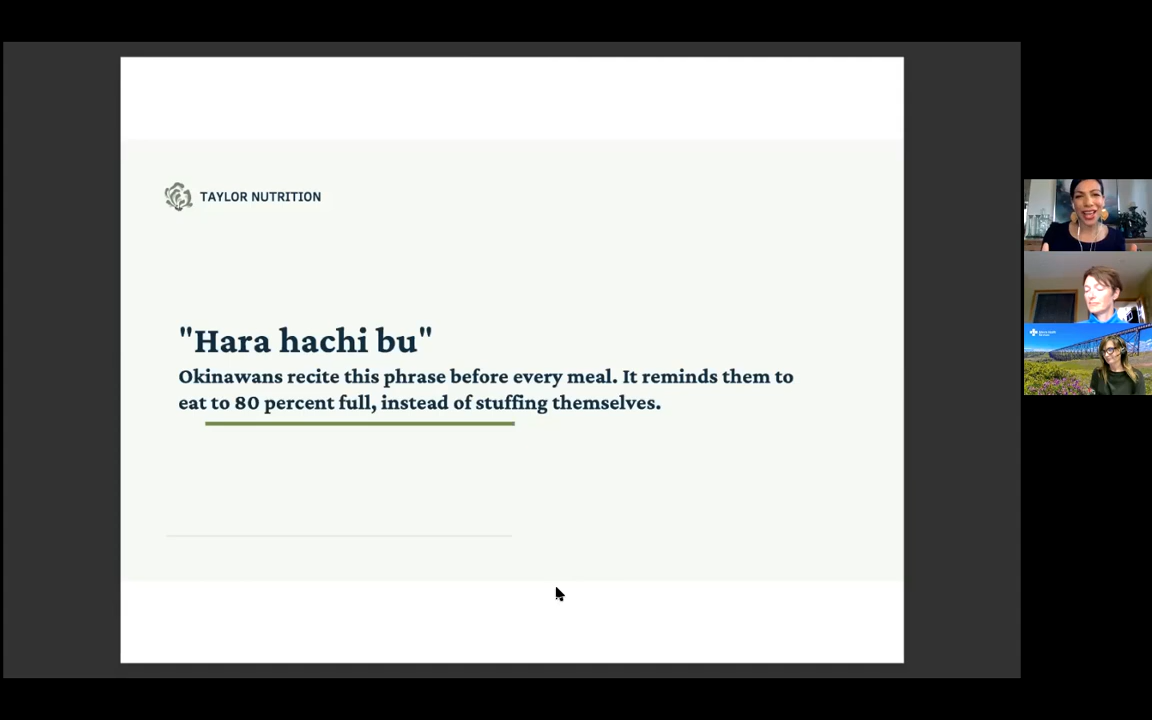 TAYLOR NUTRITION
"Hara hachi bu"
Okinawans recite this phrase before every meal. It reminds them to
eat to 80 percent full, instead of stuffing themselves.